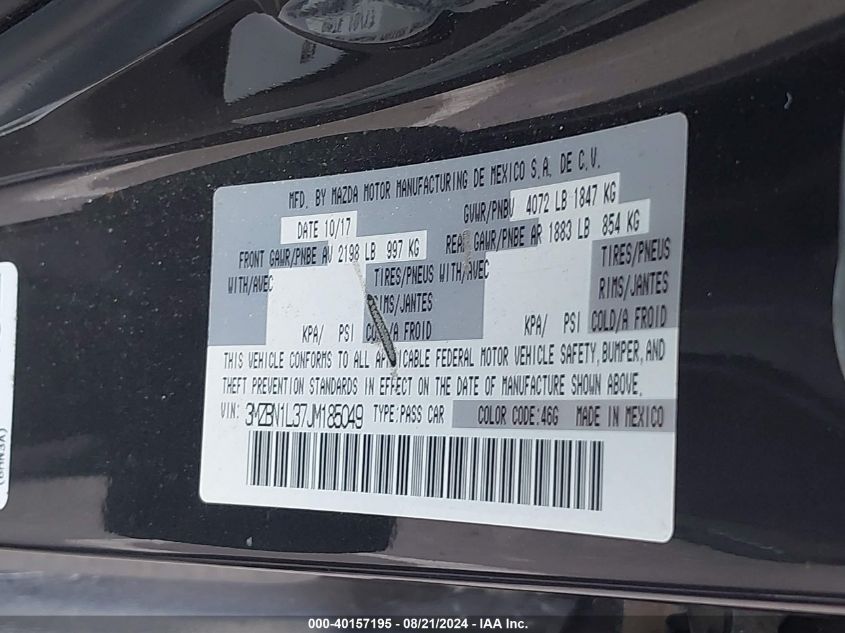 MFD. BY MAZDA MOTOR MANUFACTURING DE MEXICO S.A. DE C.V.
DATE 10/17 GVWR/PNBV 4072 LB 1847 KG
FRONT GAWR/PNBE AV 2198 LB 997 KG REAR GAWR/PNBE AR 1883 LB 854 KG
WITH/AVEC TIRES/PNEUS WITH/AVEC TIRES/PNEUS
RIMS/JANTES RIMS/JANTES
KPA/ PSI COLD/A FROID KPA/ PSI COLD/A FROID
THIS VEHICLE CONFORMS TO ALL APPLICABLE FEDERAL MOTOR VEHICLE SAFETY, BUMPER, AND
THEFT PREVENTION STANDARDS IN EFFECT ON THE DATE OF MANUFACTURE SHOWN ABOVE.
VIN: 3MZBN1L37JM185049 TYPE:PASS CAR COLOR CODE:46G MADE IN MEXICO
000-40157195 - 08/21/2024 - IAA Inc.